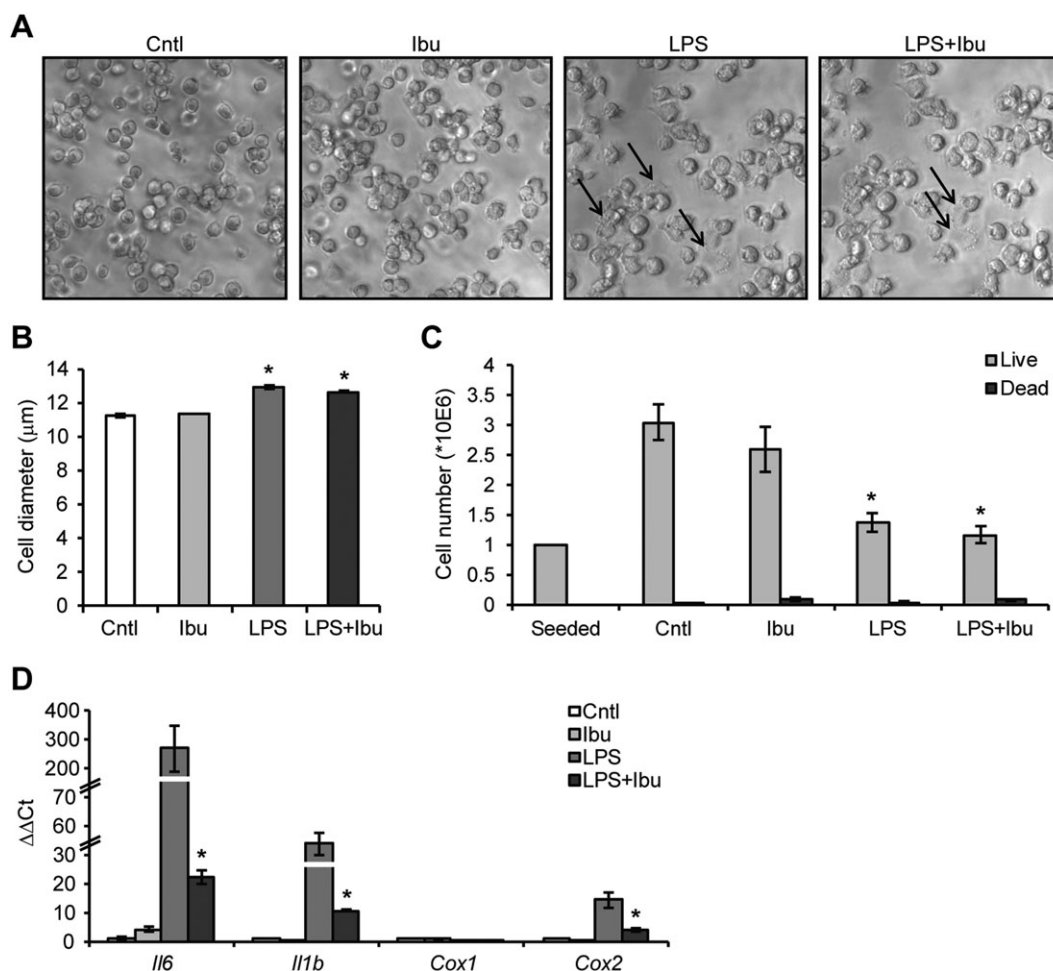 A
Cntl Ibu LPS LPS+Ibu
B
*
*
14
12
10
8
6
4
2
0
Cell diameter (μm)
Cntl Ibu LPS LPS+Ibu
C
Live
Dead
4
3.5
3
2.5
2
1.5
1
0.5
0
Cell number (*10E6)
*
*
Seeded Cntl Ibu LPS LPS+Ibu
D
400
300
200
70
60
30
20
10
0
ΔΔCt
Cntl
Ibu
LPS
LPS+Ibu
*
*
*
Il6 Il1b Cox1 Cox2